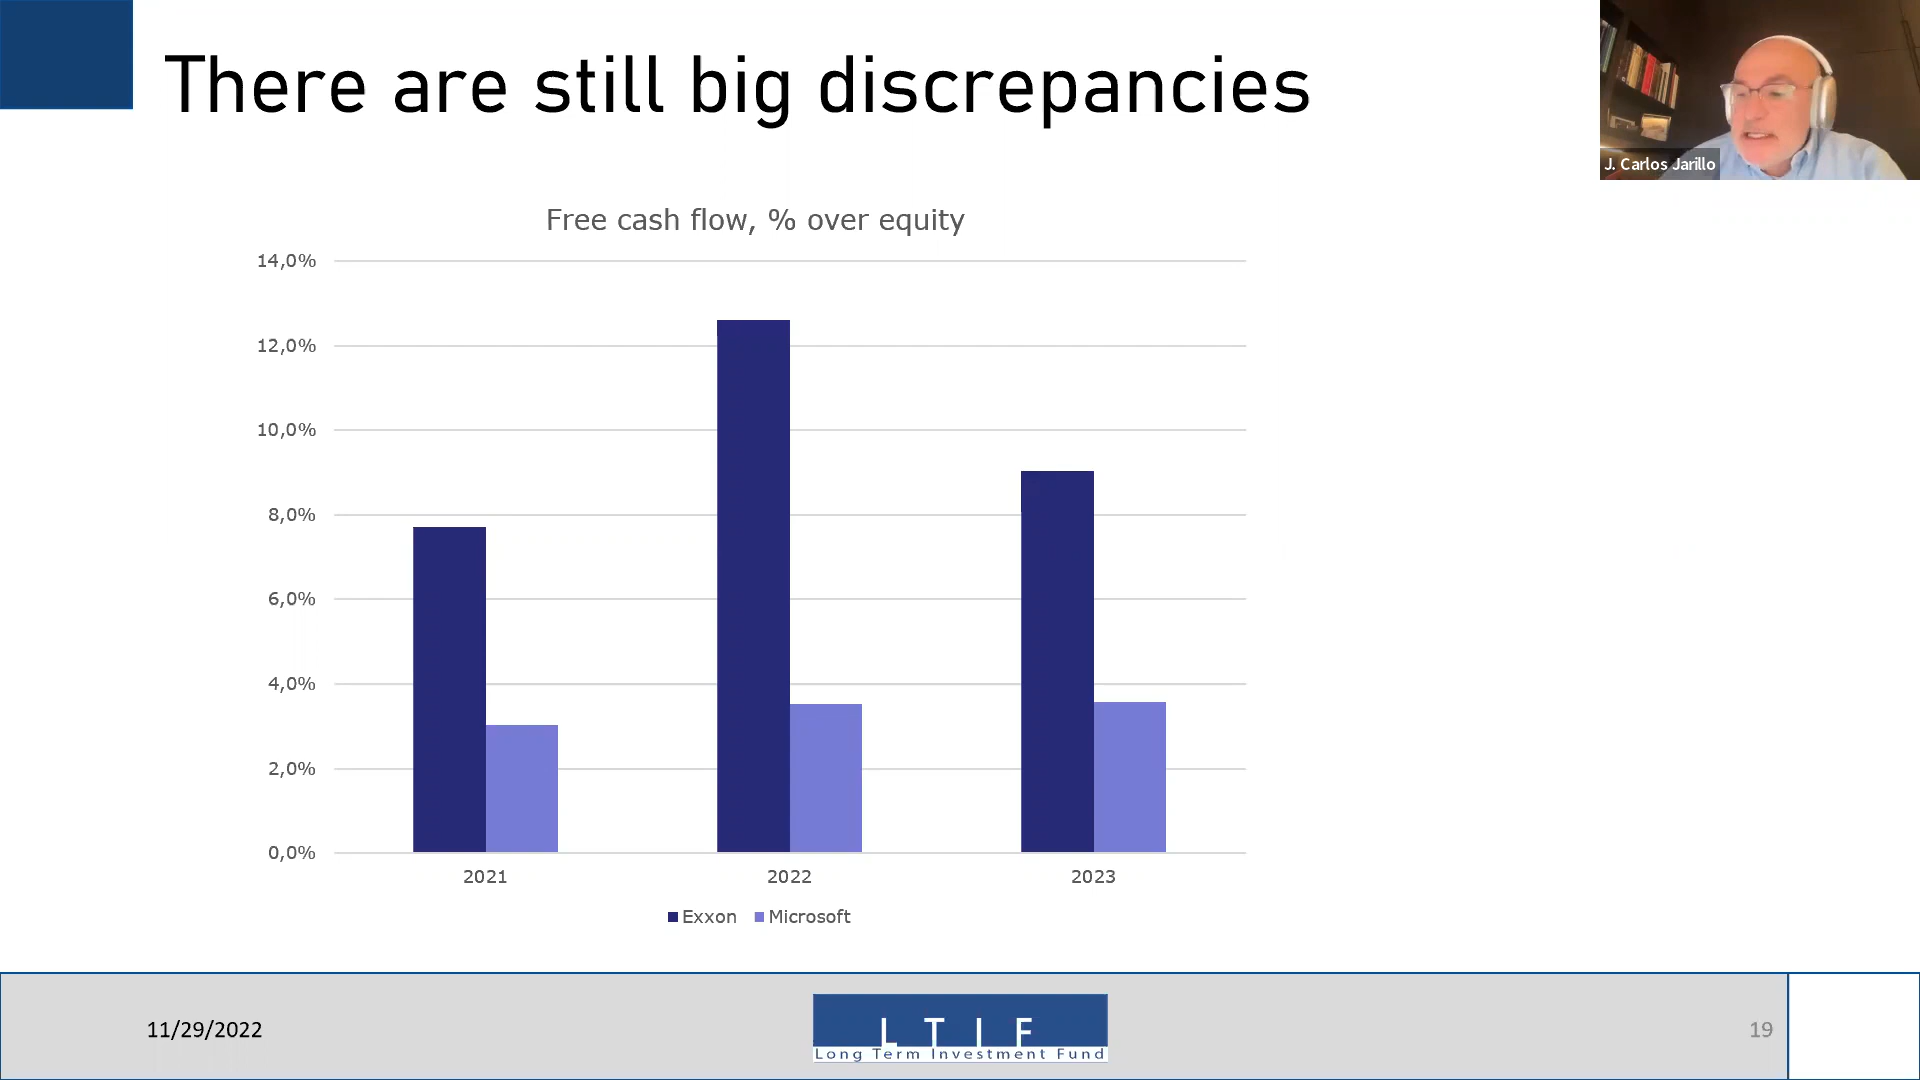 There are still big discrepancies
J. Carlos Jarillo
Free cash flow, % over equity
14,0%
12,0%
10,0%
8,0%
6,0%
4,0%
2,0%
0,0%
2021 2022 2023
Exxon Microsoft
11/29/2022
LTIF
Long Term Investment Fund
19